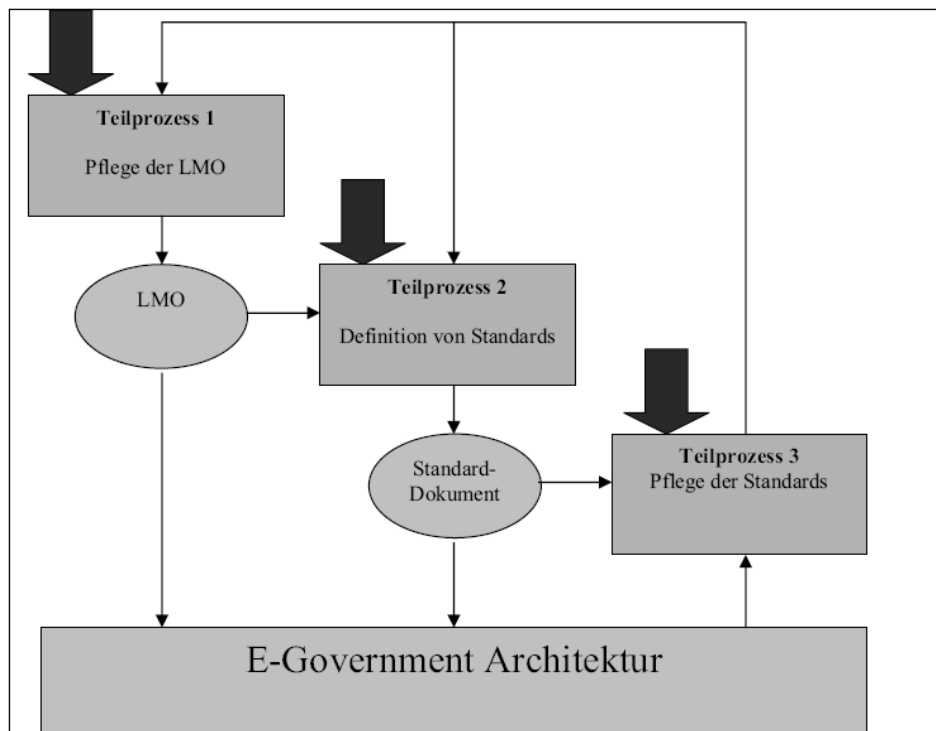 Teilprozess 1
Pflege der LMO
LMO
Teilprozess 2
Definition von Standards
Standard-
Dokument
Teilprozess 3
Pflege der Standards
E-Government Architektur